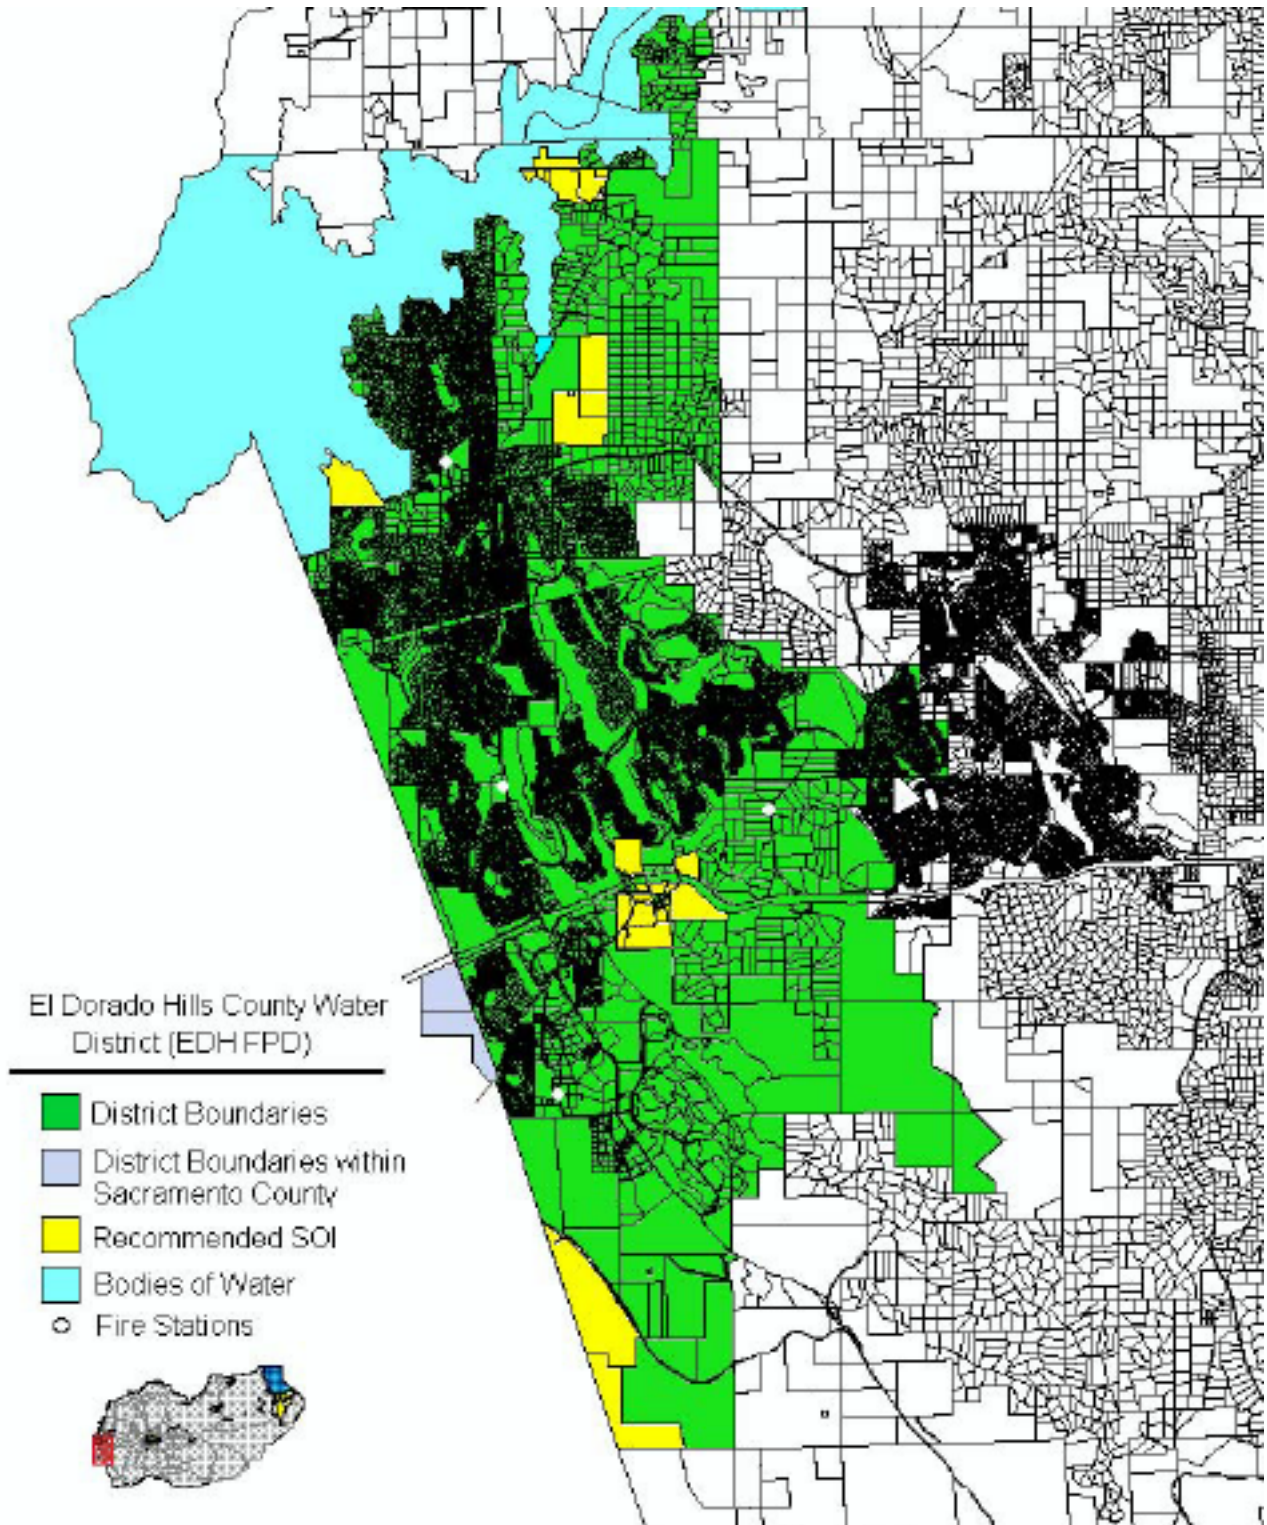 El Dorado Hills County Water
District (EDH FPD)
District Boundaries
District Boundaries within
Sacramento County
Recommended SOI
Bodies of Water
Fire Stations